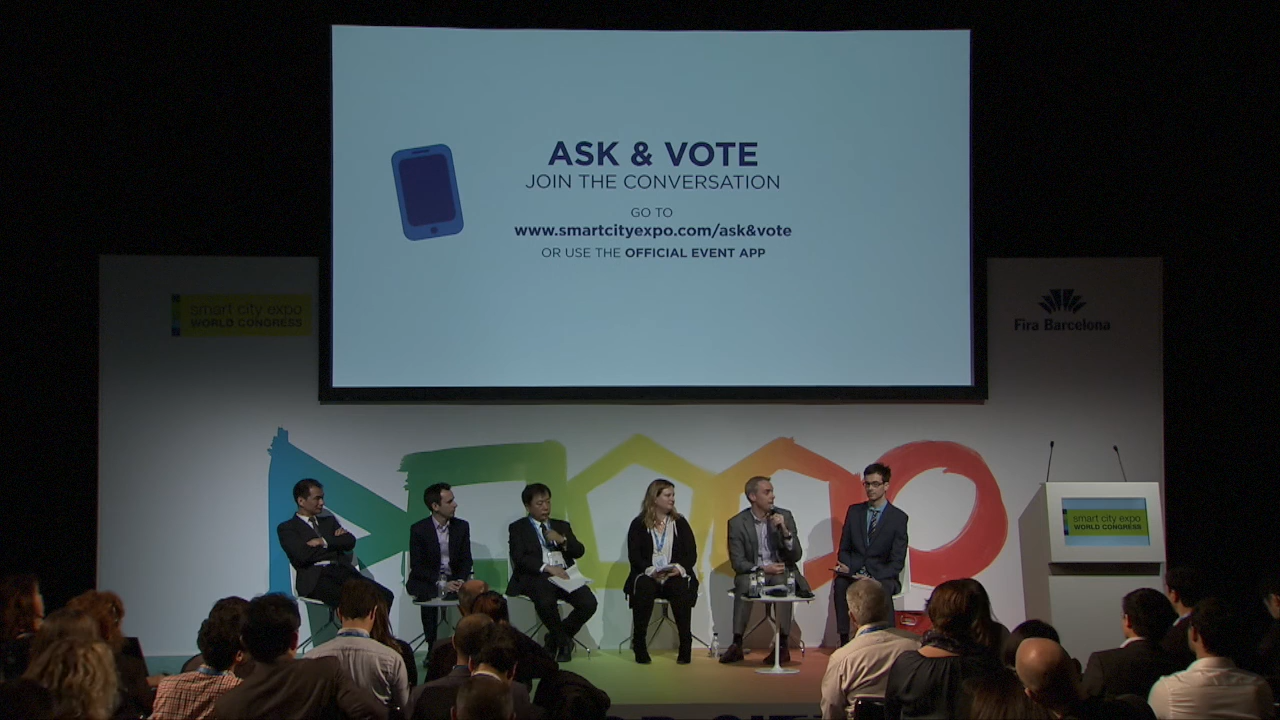 ASK & VOTE
JOIN THE CONVERSATION
GO TO
www.smartcityexpo.com/ask&vote
OR USE THE OFFICIAL EVENT APP
smart city expo
WORLD CONGRESS
Fira Barcelona
smart city expo
WORLD CONGRESS